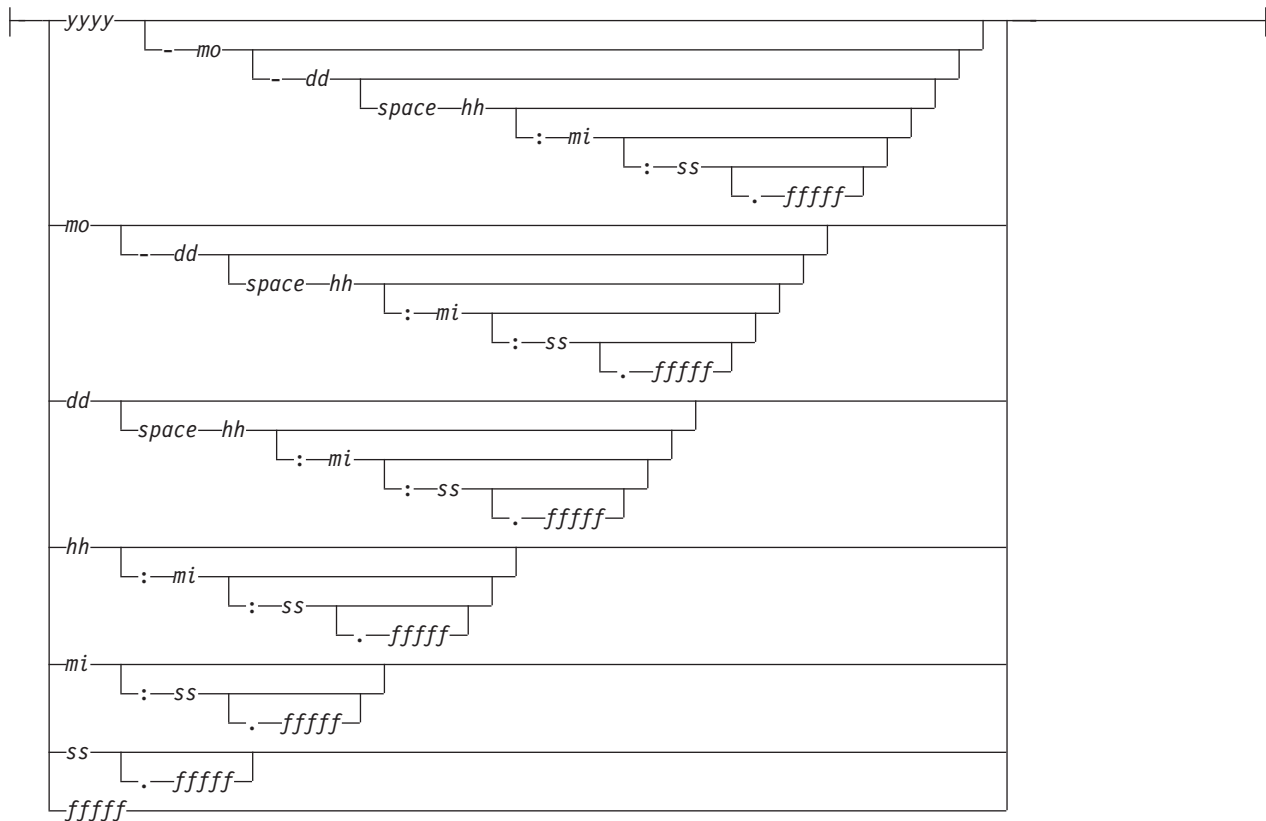 yyyy
- mo
- dd
space hh
: mi
: ss
. fffff
mo
- dd
space hh
: mi
: ss
. fffff
dd
space hh
: mi
: ss
. fffff
hh
: mi
: ss
. fffff
mi
: ss
. fffff
ss
. fffff
fffff